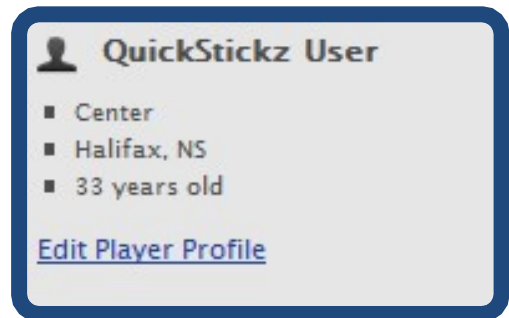 QuickStickz User
Center
Halifax, NS
33 years old
Edit Player Profile